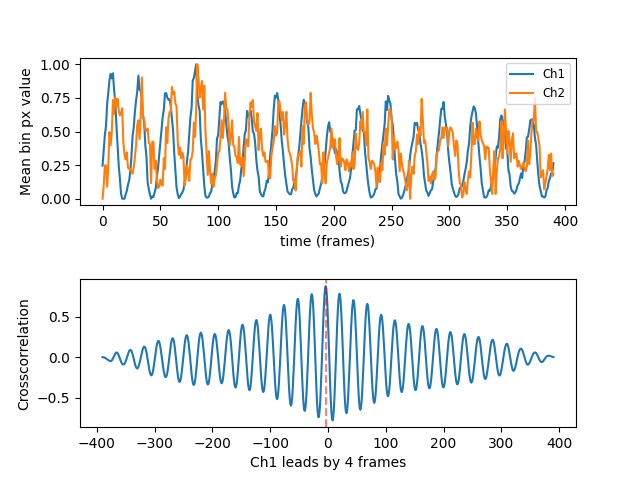 1.00
0.75
0.50
0.25
0.00
Mean bin px value
Ch1
Ch2
0 50 100 150 200 250 300 350 400
time (frames)
0.5
0.0
−0.5
Crosscorrelation
−400 −300 −200 −100 0 100 200 300 400
Ch1 leads by 4 frames